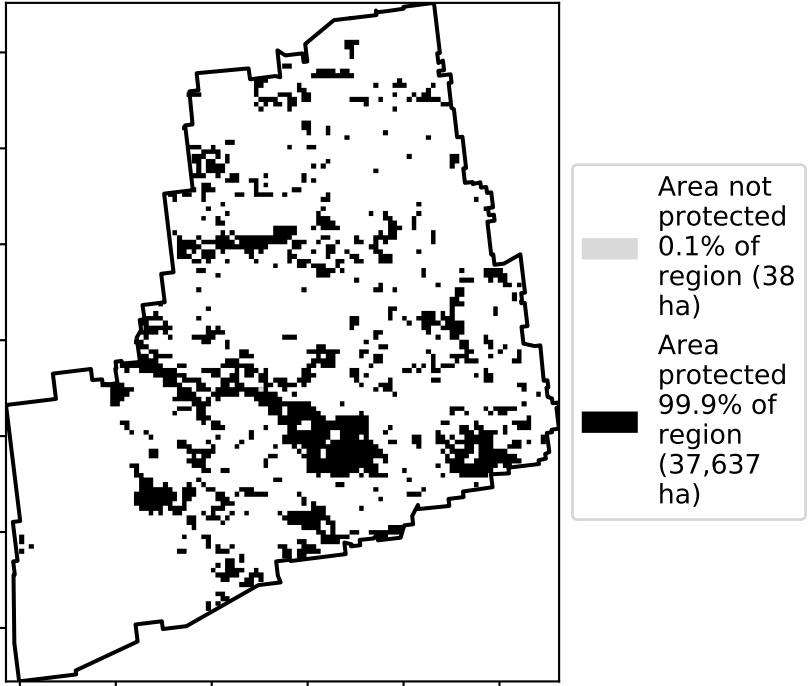 Area not
protected
0.1% of
region (38
ha)
Area
protected
99.9% of
region
(37,637
ha)